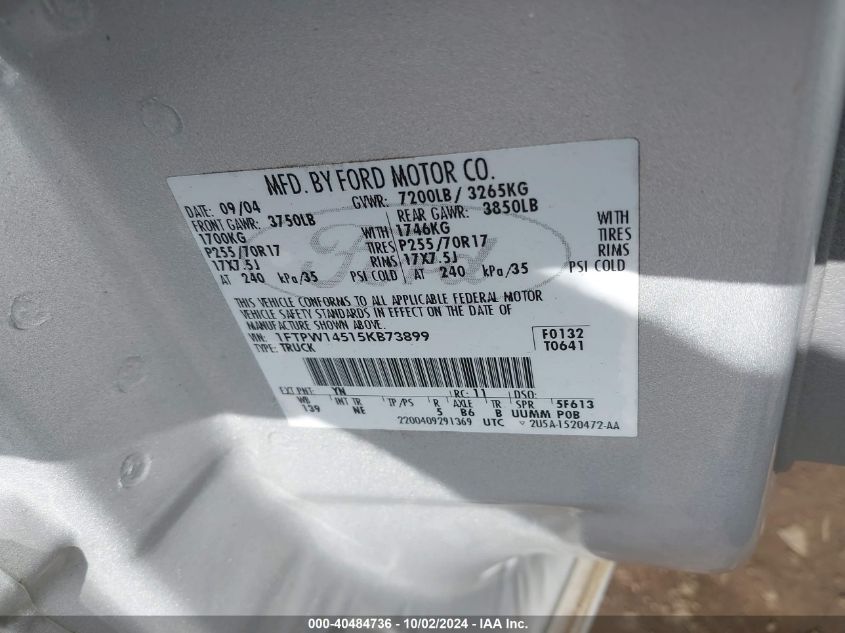 MFD. BY FORD MOTOR CO.
DATE: 09/04 GVWR: 7200LB / 3265KG
FRONT GAWR: 3750LB REAR GAWR: 3850LB
1700KG WITH 1746KG WITH
P255/70R17 TIRES P255/70R17 TIRES
17X7.5J RIMS 17X7.5J RIMS
AT 240 kPa/35 PSI COLD AT 240 kPa/35 PSI COLD
Ford
THIS VEHICLE CONFORMS TO ALL APPLICABLE FEDERAL MOTOR
VEHICLE SAFETY STANDARDS IN EFFECT ON THE DATE OF
MANUFACTURE SHOWN ABOVE.
VIN: 1FTPW14515KB73899 F0132
TYPE: TRUCK T0641
EXT PNT: YN RC: 11 DSO:
WB INT TR TP/PS R AXLE TR SPR 5F613
139 NE 5 B6 B UUMM P0B
2200409291369 UTC ▽ 2U5A-1520472-AA
000-40484736 - 10/02/2024 - IAA Inc.